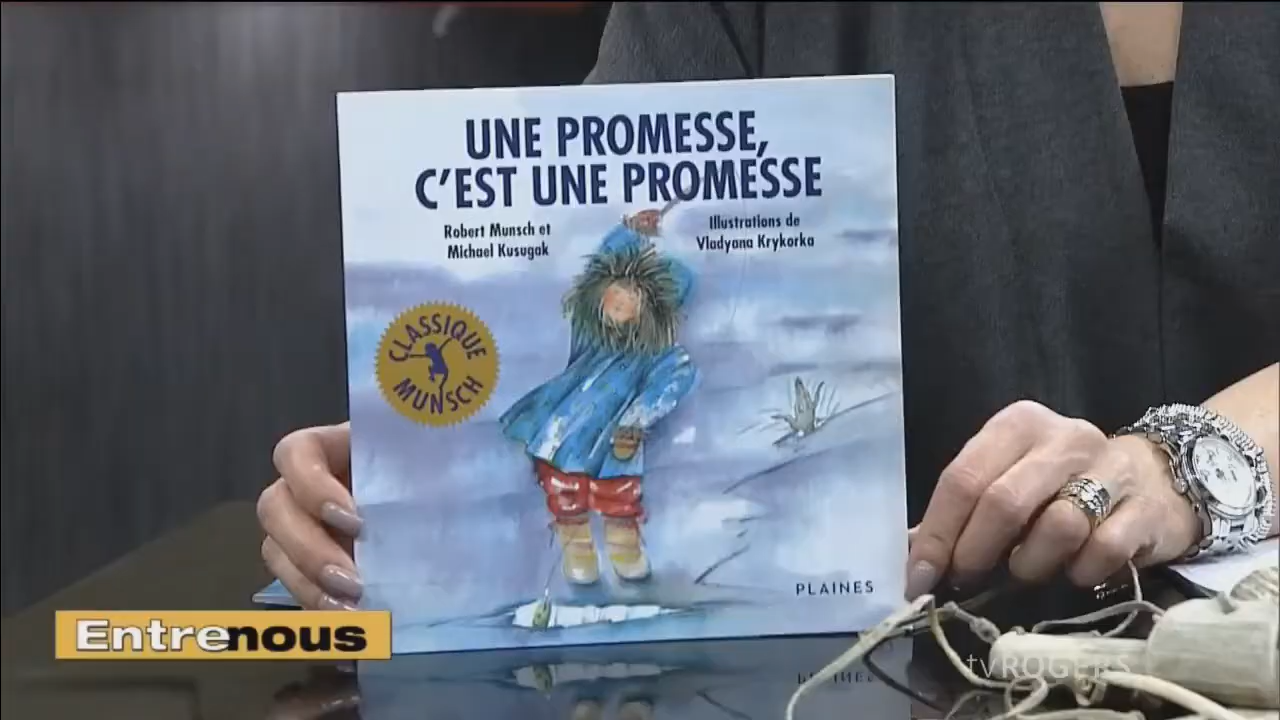 UNE PROMESSE,
C'EST UNE PROMESSE
Robert Munsch et
Michael Kusugak
Illustrations de
Vladyana Krykorka
CLASSIQUE
MUNSCH
PLAINES
Entrenous
tvROGERS